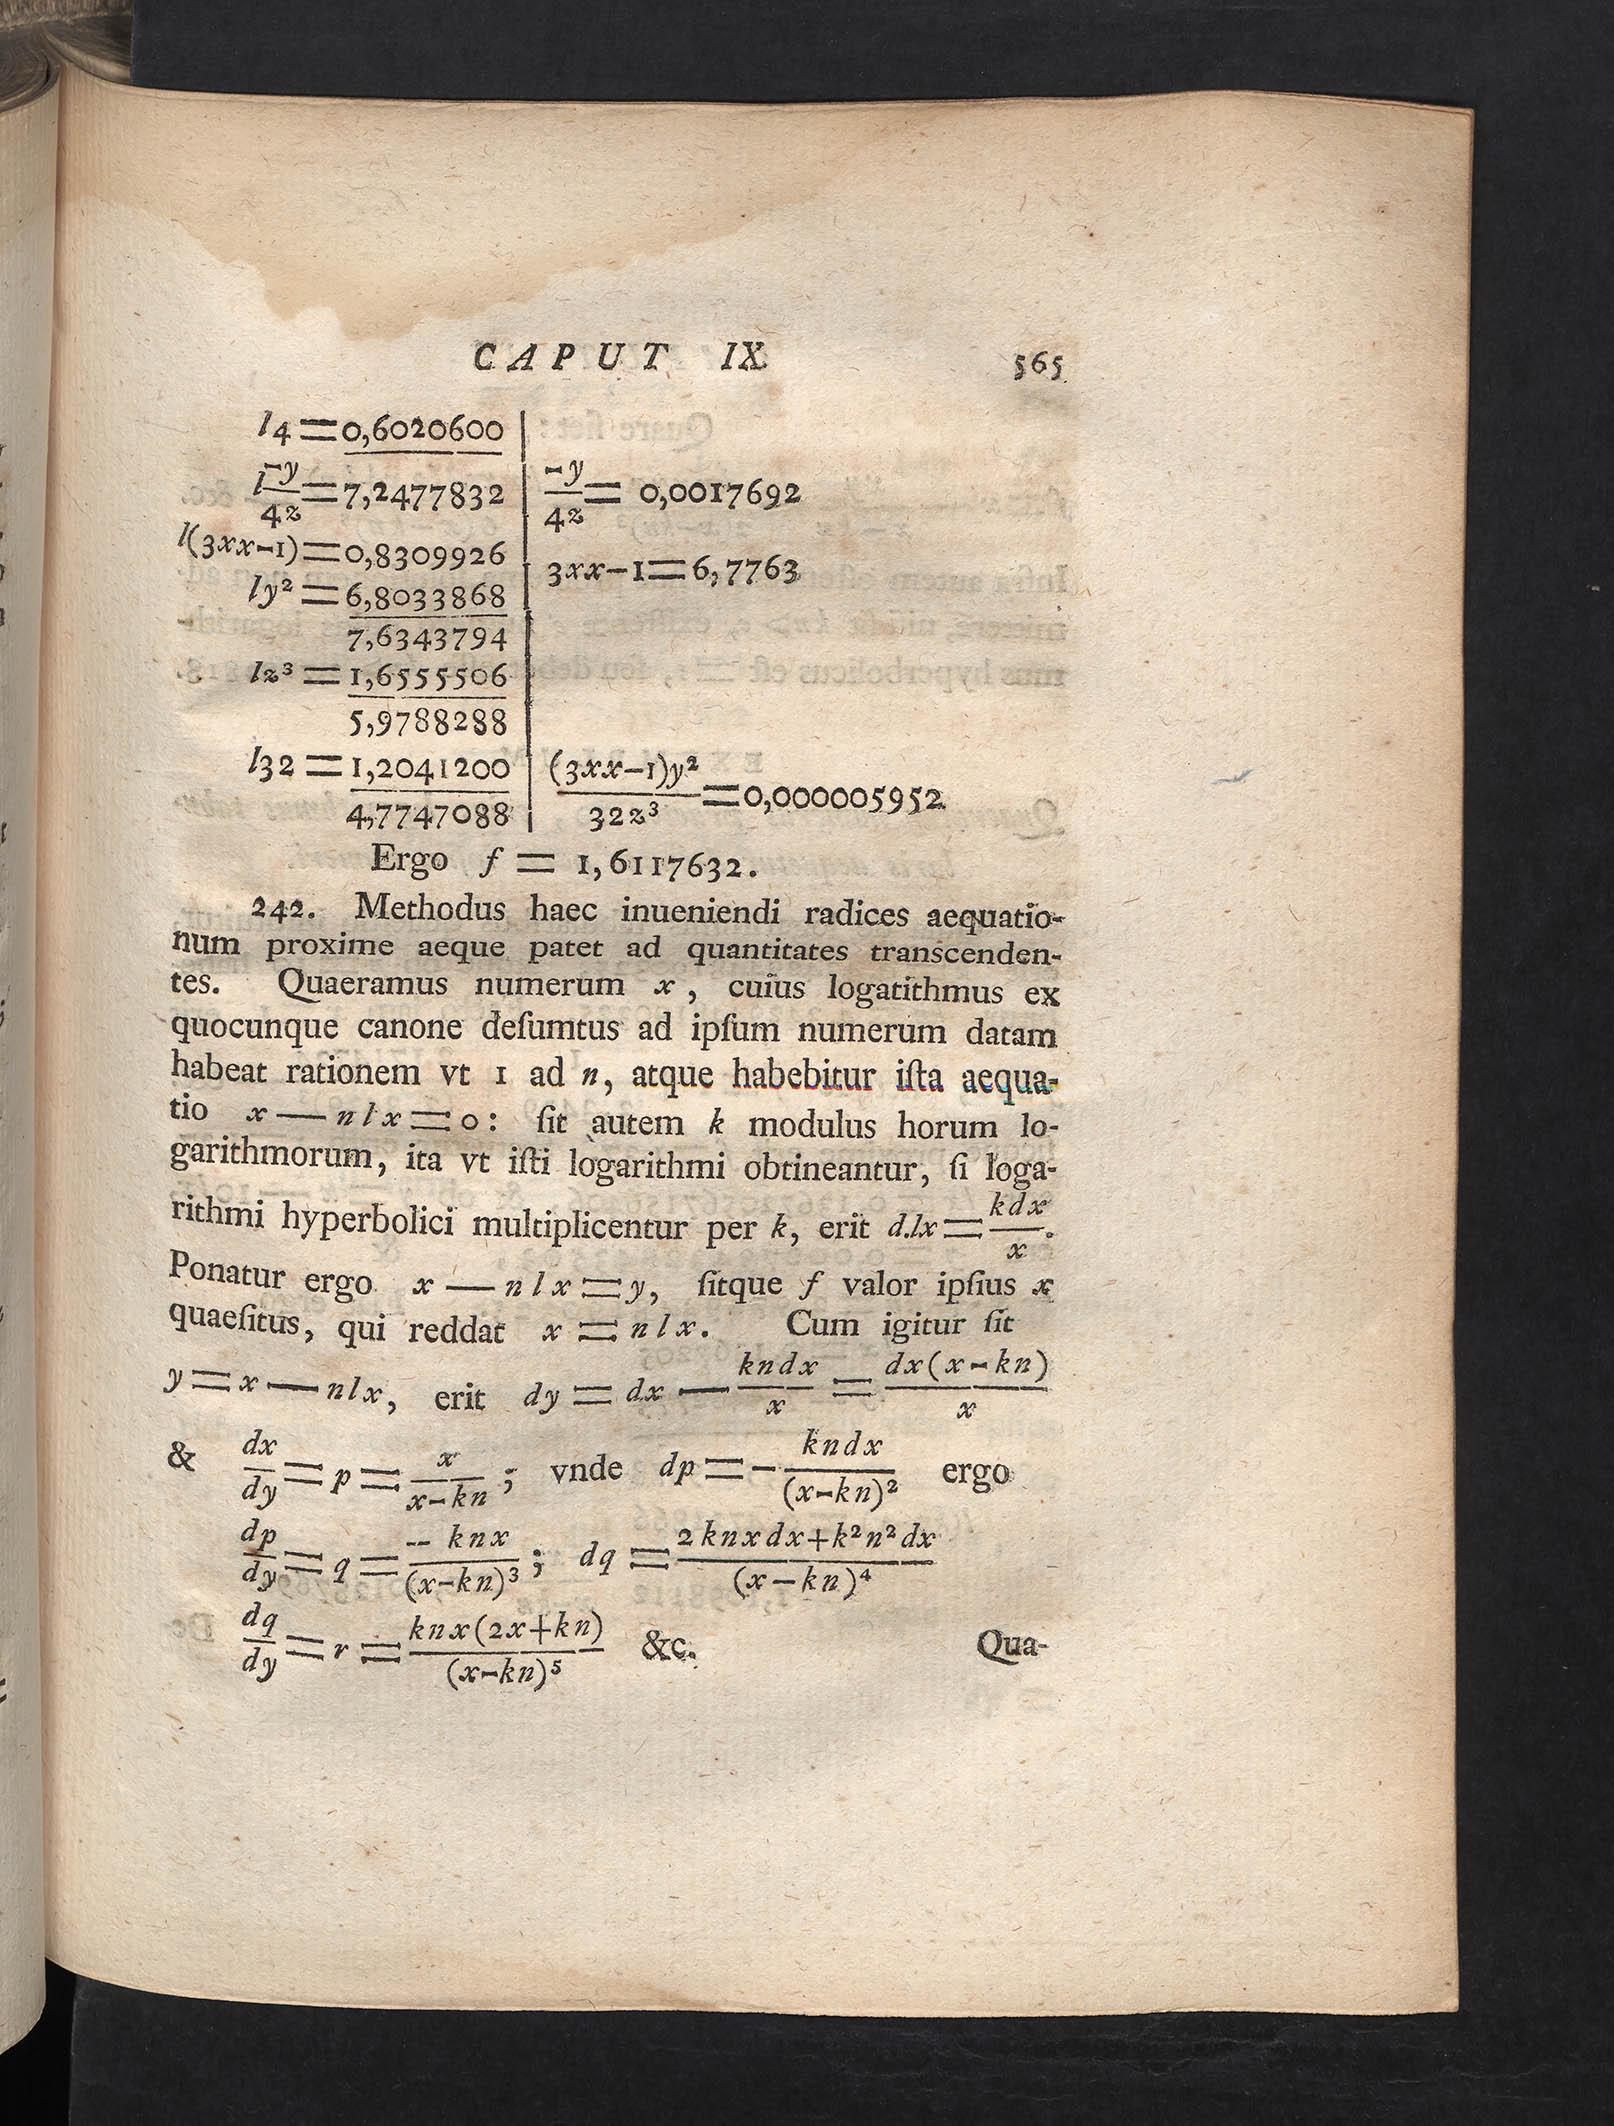 CAPUT IX 565
l4 = 0,6020600
l -y/4z = 7,2477832 | -y/4z = 0,0017692
l(3xx-1) = 0,8309926
3xx-1 = 6,7763
ly² = 6,8033868
7,6343794
lz³ = 1,6555506
5,9788288
l32 = 1,2041200 | (3xx-1)y²/32z³ = 0,000005952
4,7747088
Ergo f = 1,6117632.
242. Methodus haec inueniendi radices aequatio-
num proxime aeque patet ad quantitates transcenden-
tes. Quaeramus numerum x, cuius logatithmus ex
quocunque canone deſumtus ad ipſum numerum datam
habeat rationem vt 1 ad n, atque habebitur iſta aequa-
tio x — nlx = 0: ſit autem k modulus horum lo-
garithmorum, ita vt iſti logarithmi obtineantur, ſi loga-
rithmi hyperbolici multiplicentur per k, erit d.lx = kdx/x.
Ponatur ergo x — nlx = y, ſitque f valor ipſius x
quaeſitus, qui reddat x = nlx. Cum igitur ſit
y = x — nlx, erit dy = dx — kndx/x = dx(x-kn)/x
& dx/dy = p = x/(x-kn); vnde dp = -kndx/(x-kn)² ergo
dp/dy = q = -knx/(x-kn)³; dq = (2knxdx+k²n²dx)/(x-kn)⁴
dq/dy = r = knx(2x+kn)/(x-kn)⁵ &c.
Qua-